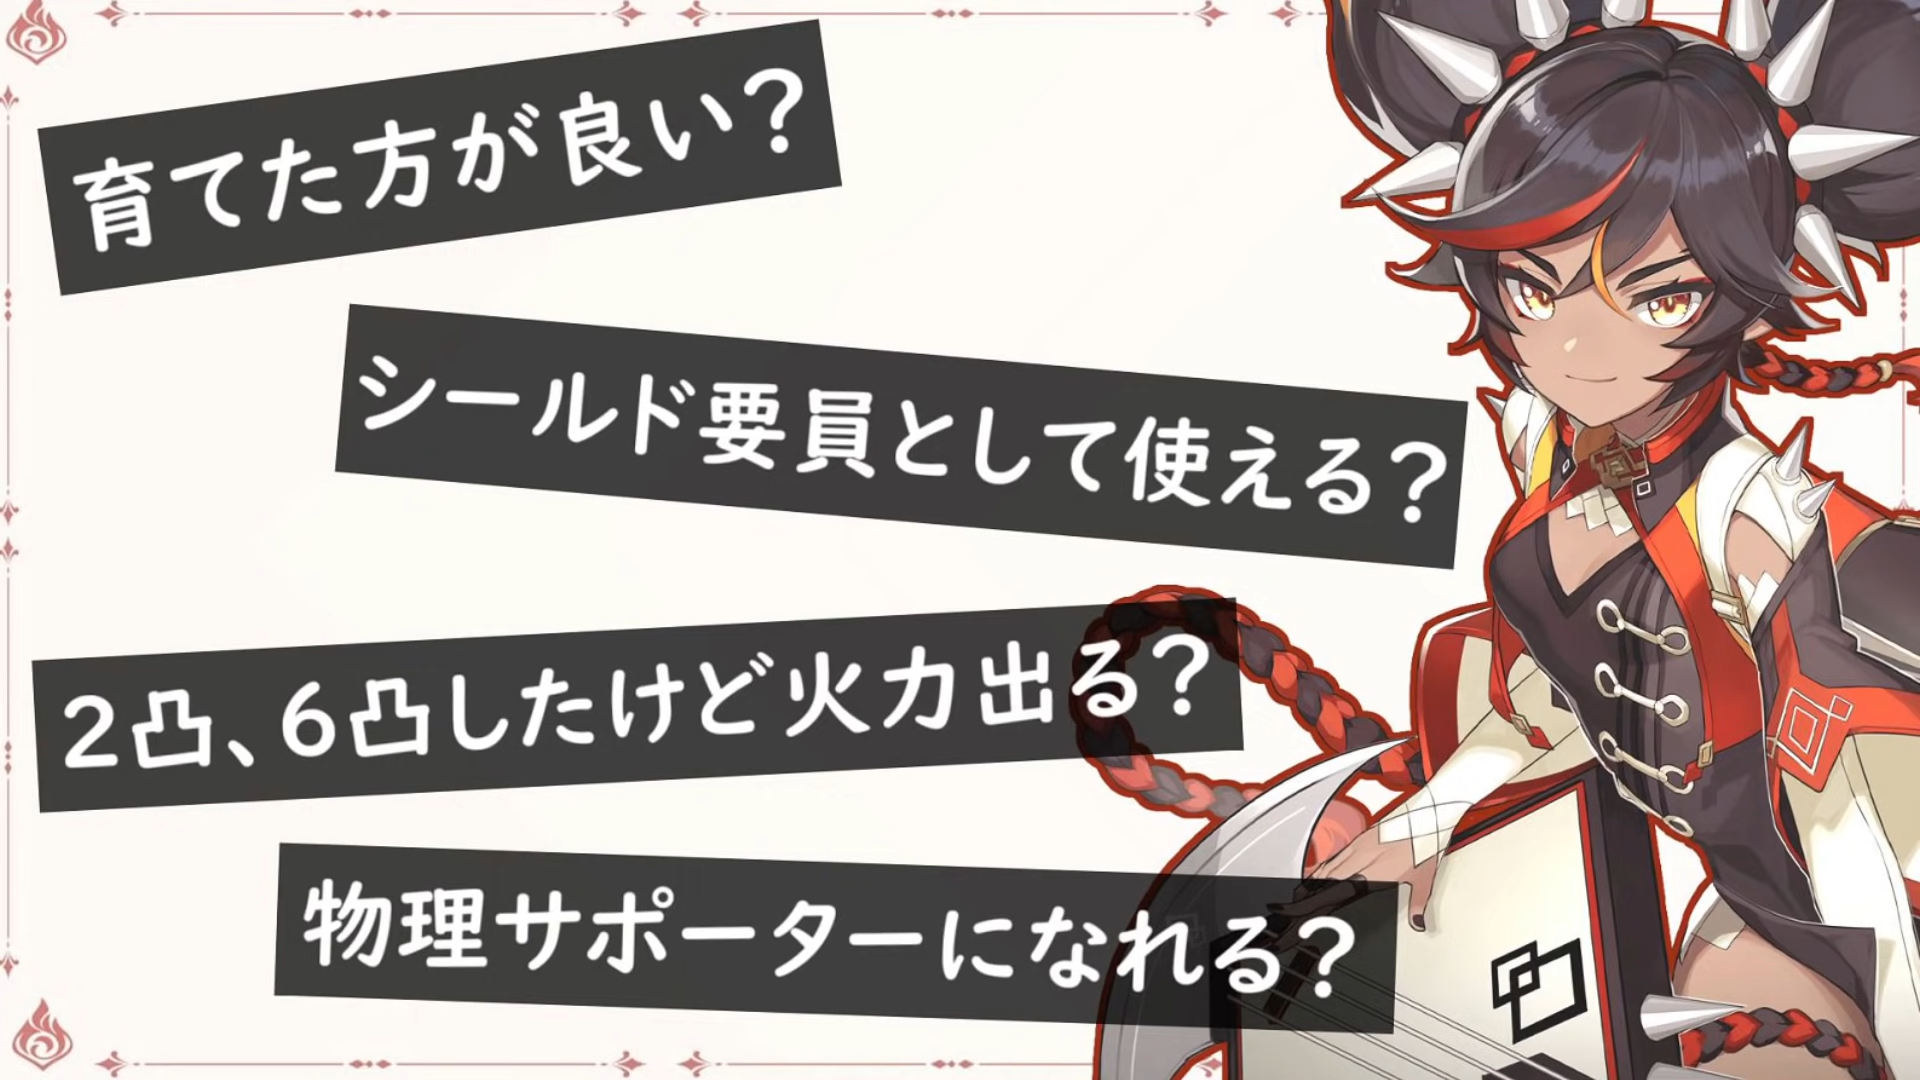 育てた方が良い？
シールド要員として使える？
２凸、６凸したけど火力出る？
物理サポーターになれる？